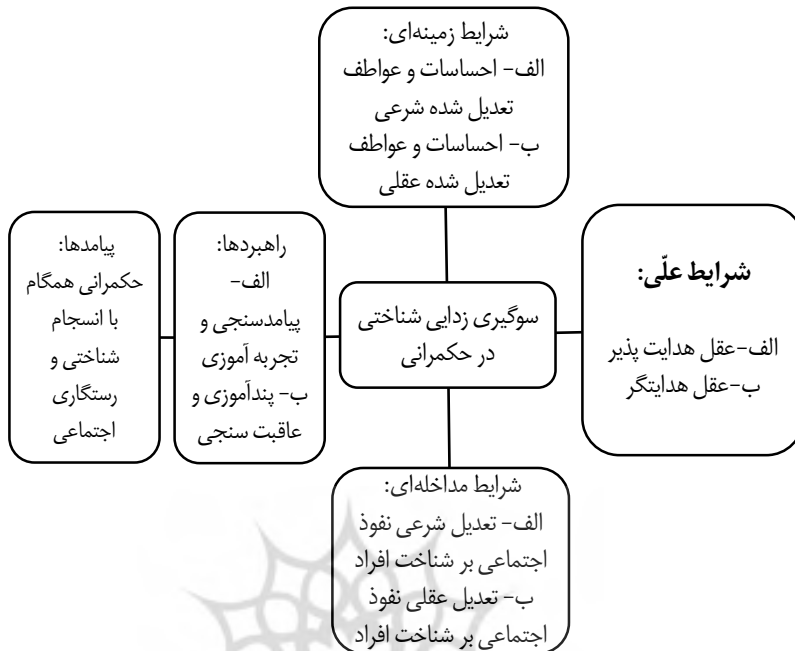 شرایط زمینه‌ای:
الف- احساسات و عواطف
تعدیل شده شرعی
ب- احساسات و عواطف
تعدیل شده عقلی
شرایط علّی:
الف-عقل هدایت پذیر
ب-عقل هدایتگر
سوگیری زدایی شناختی
در حکمرانی
راهبردها:
الف-
پیامدسنجی و
تجربه آموزی
ب- پندآموزی و
عاقبت سنجی
پیامدها:
حکمرانی همگام
با انسجام
شناختی و
رستگاری
اجتماعی
شرایط مداخله‌ای:
الف- تعدیل شرعی نفوذ
اجتماعی بر شناخت افراد
ب- تعدیل عقلی نفوذ
اجتماعی بر شناخت افراد